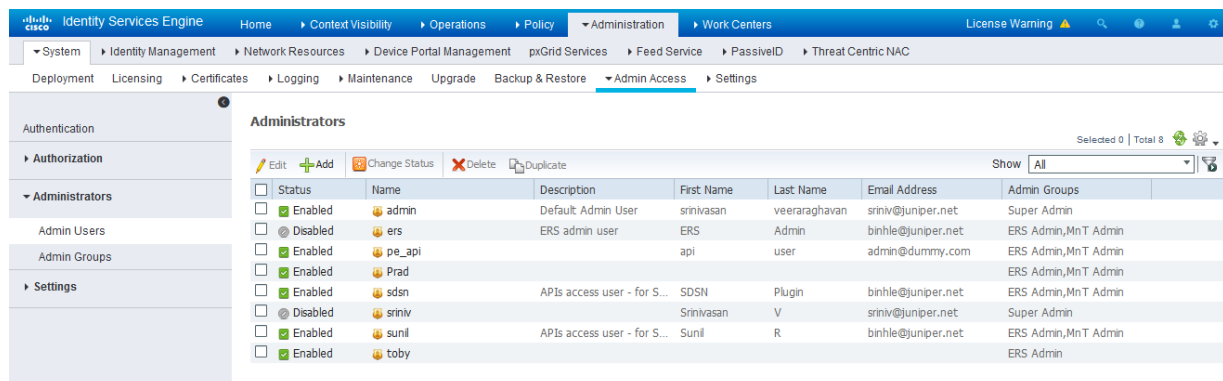 cisco Identity Services Engine Home Context Visibility Operations Policy Administration Work Centers License Warning
System Identity Management Network Resources Device Portal Management pxGrid Services Feed Service PassiveID Threat Centric NAC
Deployment Licensing Certificates Logging Maintenance Upgrade Backup & Restore Admin Access Settings
Authentication
Authorization
Administrators
Admin Users
Admin Groups
Settings
Administrators
Selected 0 | Total 8
Edit Add Change Status Delete Duplicate Show All
Status Name Description First Name Last Name Email Address Admin Groups
Enabled admin Default Admin User srinivasan veeraraghavan sriniv@juniper.net Super Admin
Disabled ers ERS admin user ERS Admin binhle@juniper.net ERS Admin,MnT Admin
Enabled pe_api api user admin@dummy.com ERS Admin,MnT Admin
Enabled Prad ERS Admin,MnT Admin
Enabled sdsn APIs access user - for S... SDSN Plugin binhle@juniper.net ERS Admin,MnT Admin
Disabled sriniv Srinivasan V sriniv@juniper.net Super Admin
Enabled sunil APIs access user - for S... Sunil R binhle@juniper.net ERS Admin,MnT Admin
Enabled toby ERS Admin